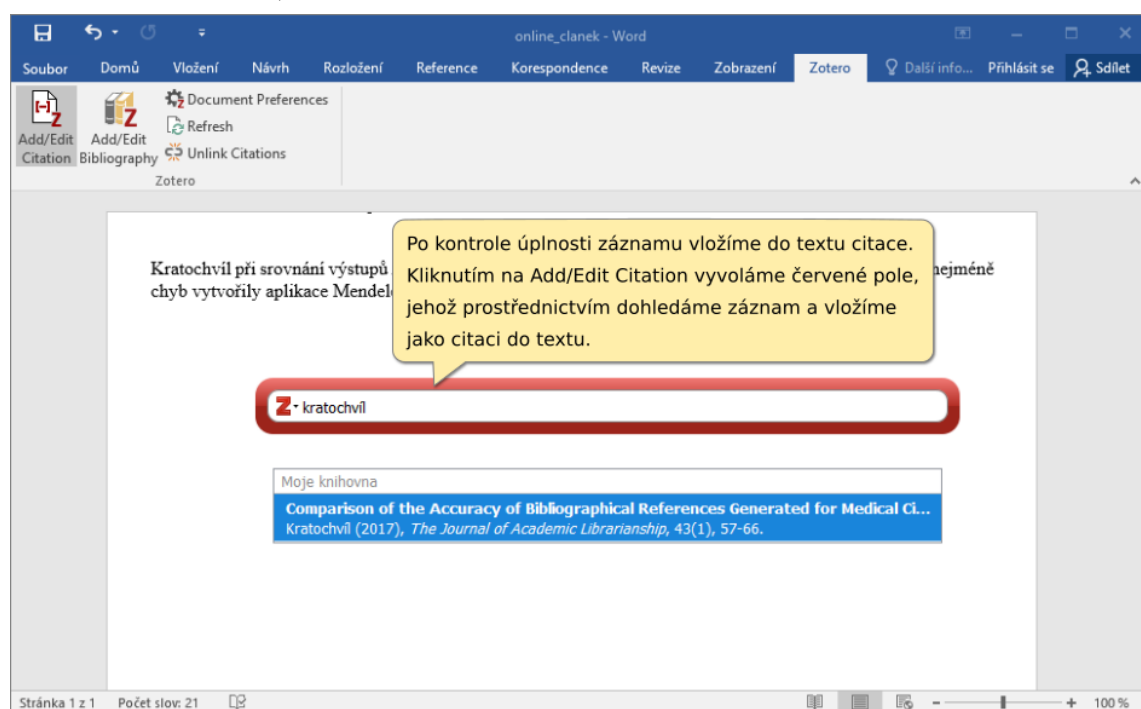 online_clanek - Word
Soubor Domů Vložení Návrh Rozložení Reference Korespondence Revize Zobrazení Zotero Další info... Přihlásit se Sdílet
Add/Edit Citation
Add/Edit Bibliography
Document Preferences
Refresh
Unlink Citations
Zotero
Po kontrole úplnosti záznamu vložíme do textu citace.
Kliknutím na Add/Edit Citation vyvoláme červené pole,
jehož prostřednictvím dohledáme záznam a vložíme
jako citaci do textu.
Kratochvíl při srovnání výstupů nejméně
chyb vytvořily aplikace
Z kratochvíl
Moje knihovna
Comparison of the Accuracy of Bibliographical References Generated for Medical Ci...
Kratochvíl (2017), The Journal of Academic Librarianship, 43(1), 57-66.
Stránka 1 z 1 Počet slov: 21 100 %